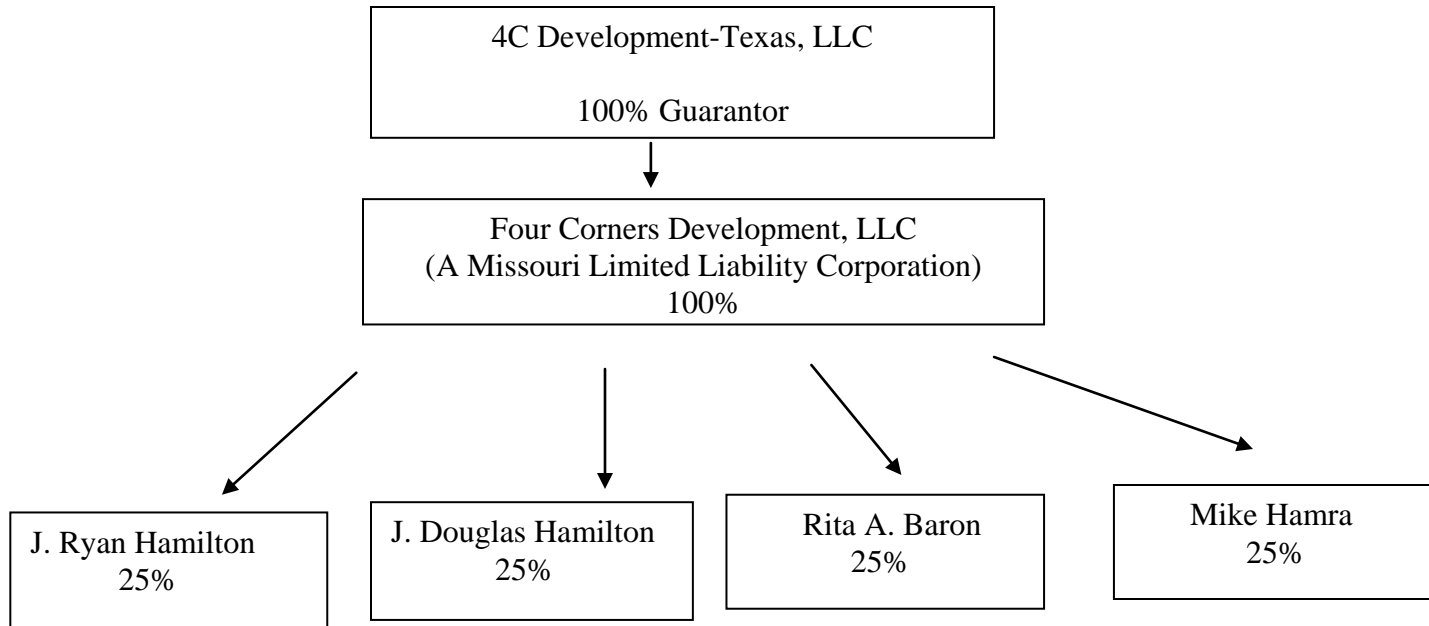 4C Development-Texas, LLC
100% Guarantor
Four Corners Development, LLC
(A Missouri Limited Liability Corporation)
100%
J. Ryan Hamilton
25%
J. Douglas Hamilton
25%
Rita A. Baron
25%
Mike Hamra
25%